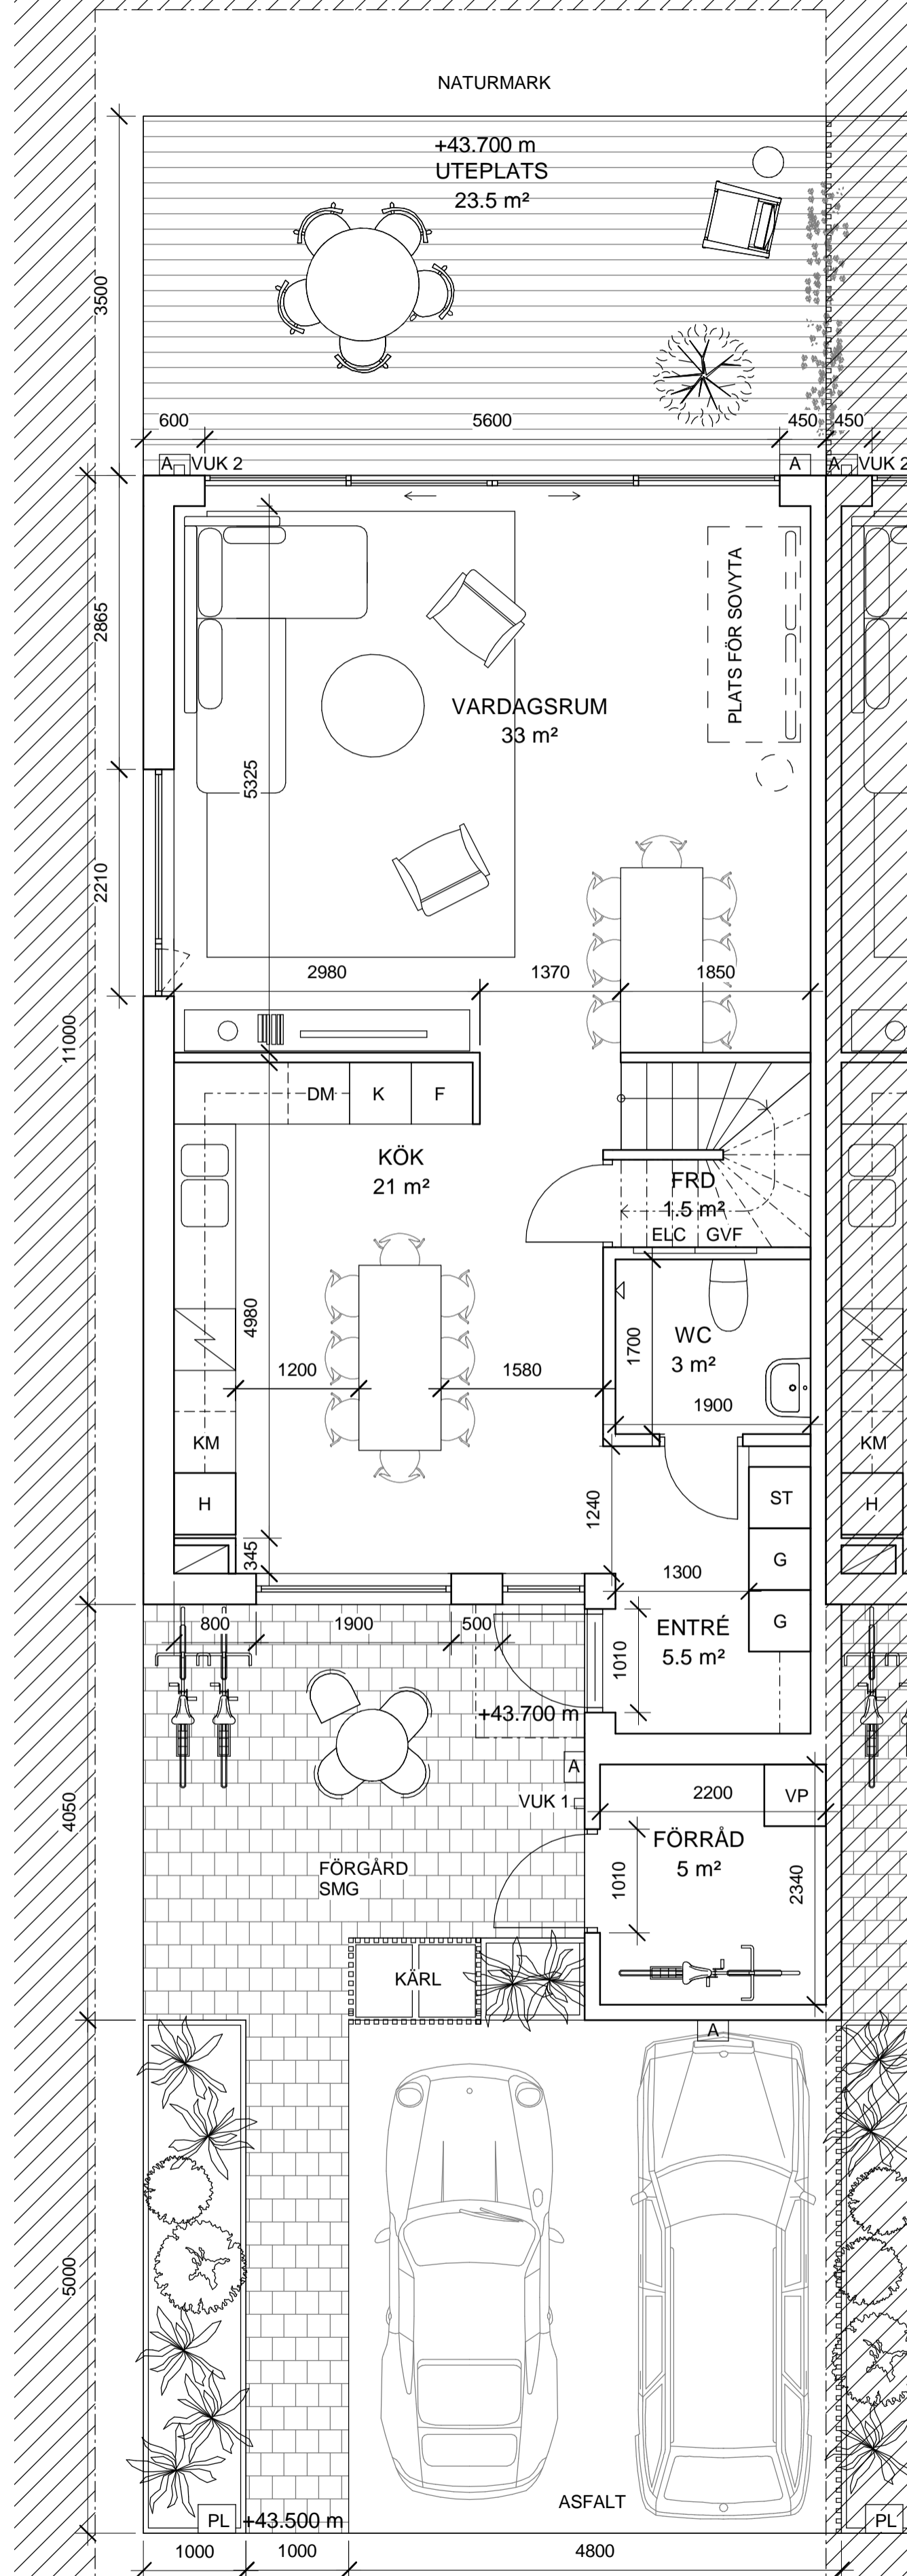 NATURMARK
+43.700 m
UTEPLATS
23.5 m²
3500
600
5600
450
450
A
VUK 2
A
A
VUK 2
2865
PLATS FÖR SOVYTA
VARDAGSRUM
33 m²
5325
2210
2980
1370
1850
11000
DM
K
F
KÖK
21 m²
FRD
1.5 m²
ELC
GVF
4980
1700
WC
3 m²
1200
1580
1900
KM
KM
H
ST
H
1240
345
G
1300
800
1900
500
G
ENTRÉ
5.5 m²
1010
+43.700 m
A
VUK 1
2200
VP
4050
FÖRRÅD
5 m²
FÖRGÅRD
SMG
1010
2340
KÄRL
A
5000
ASFALT
PL
+43.500 m
PL
1000
1000
4800